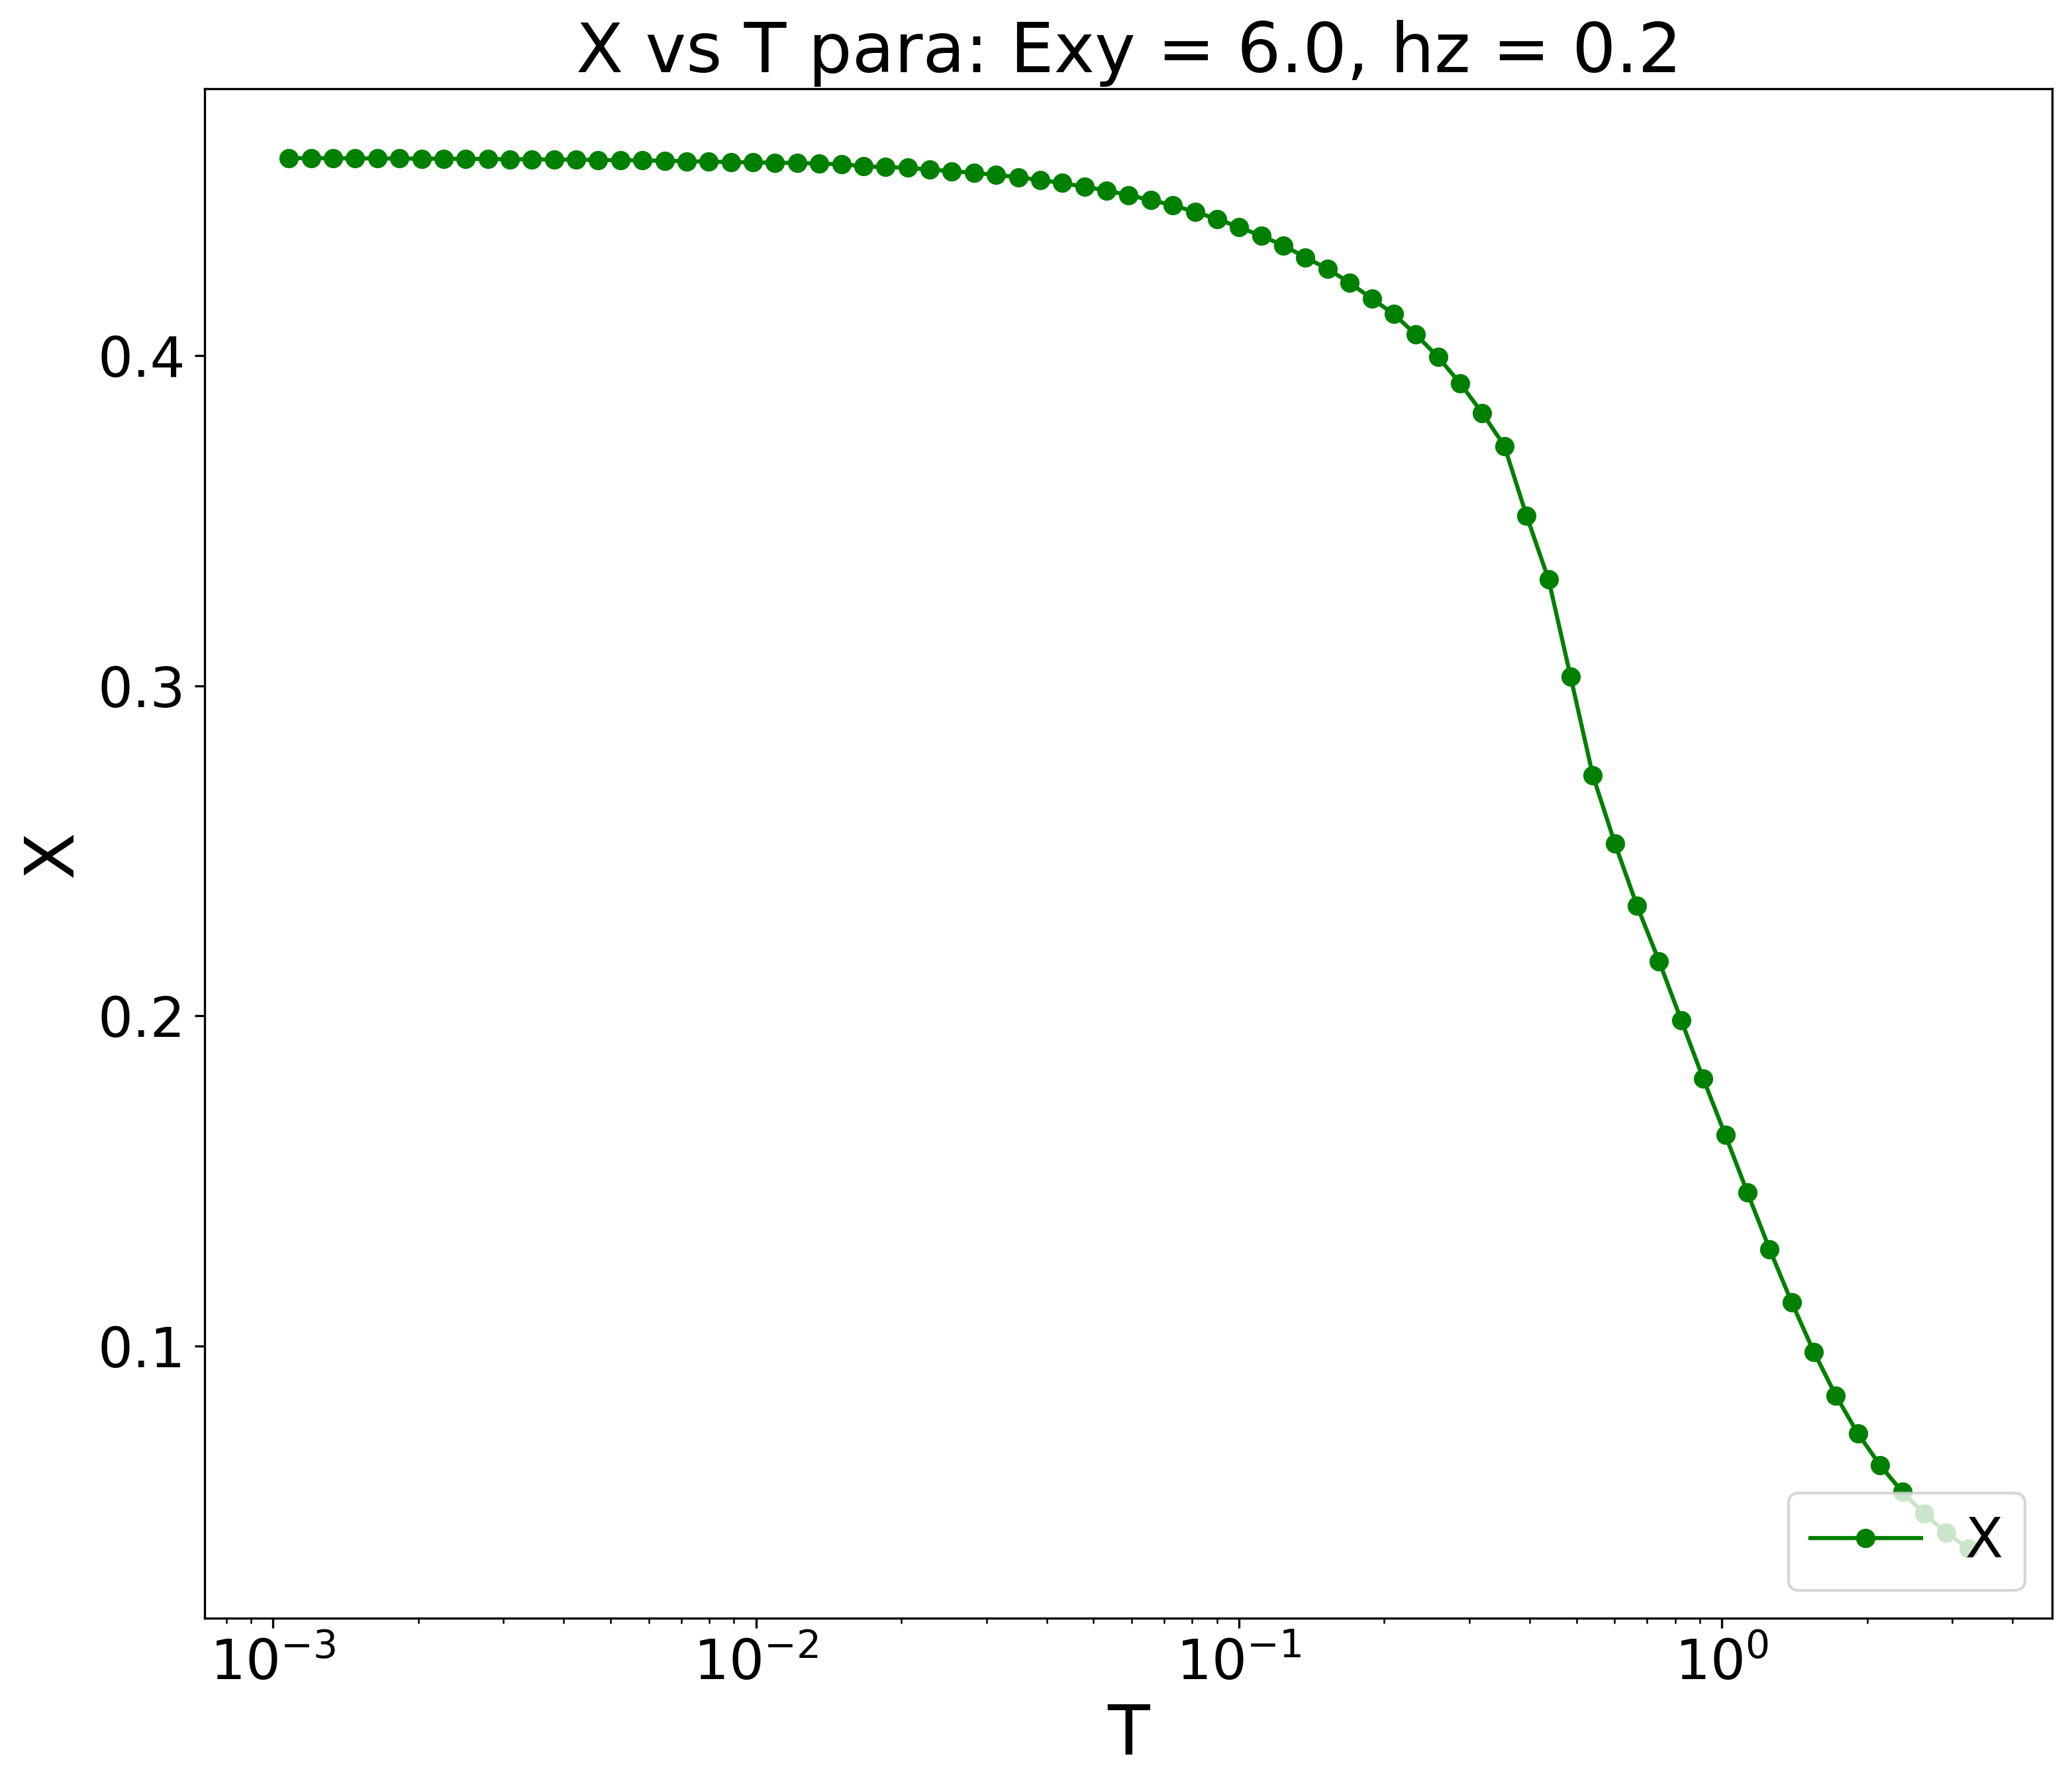 X vs T para: Exy = 6.0, hz = 0.2
0.4
0.3
0.2
0.1
X
X
10⁻³ 10⁻² 10⁻¹ 10⁰
T